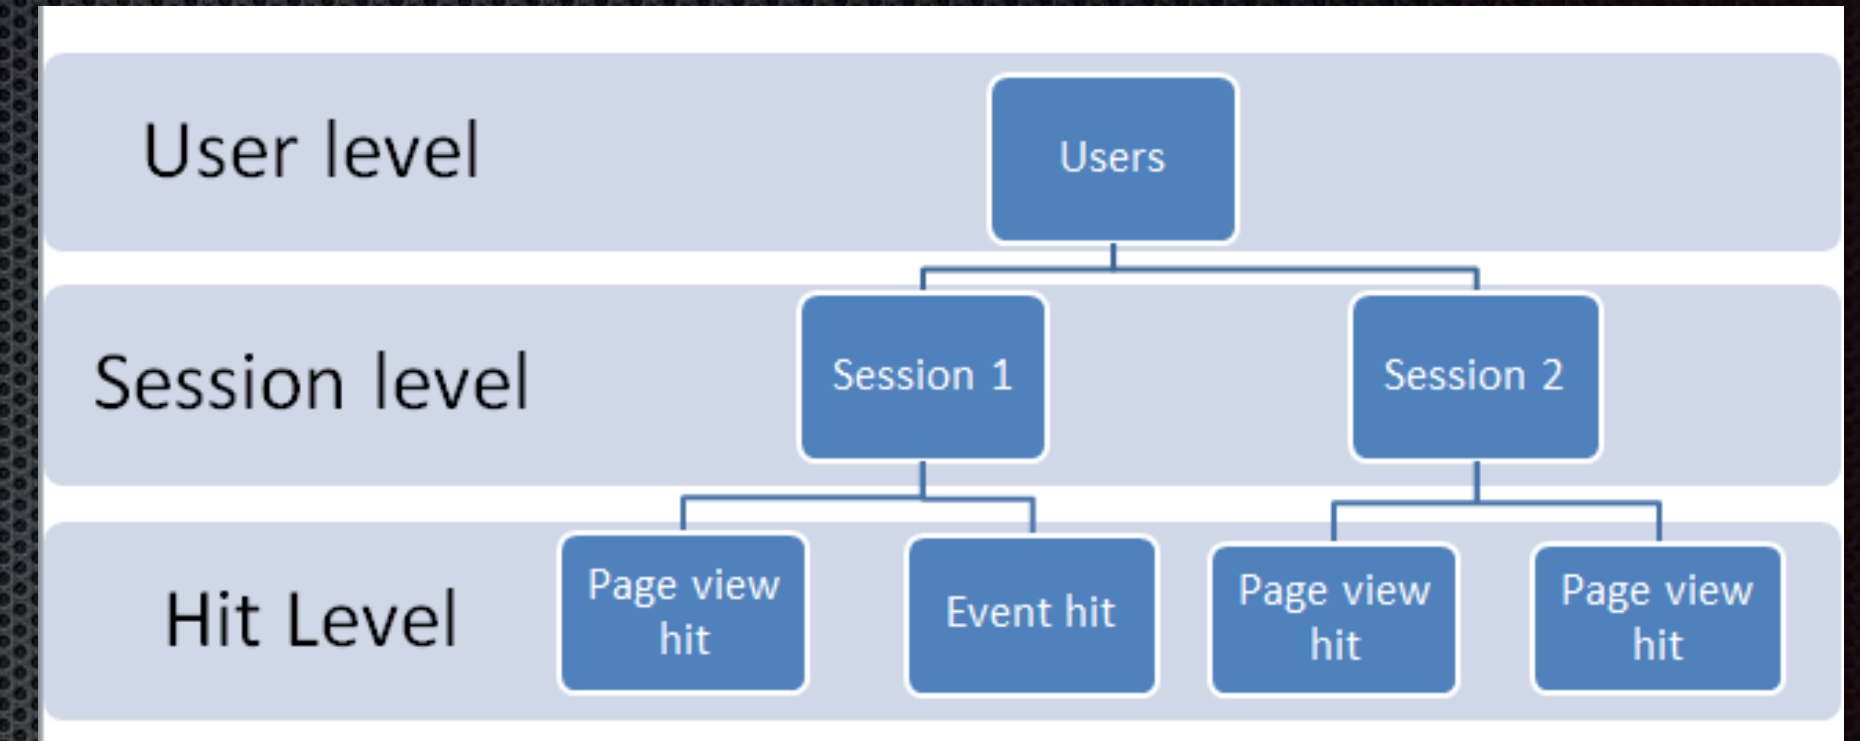 User level
Users
Session level
Session 1
Session 2
Hit Level
Page view
hit
Event hit
Page view
hit
Page view
hit